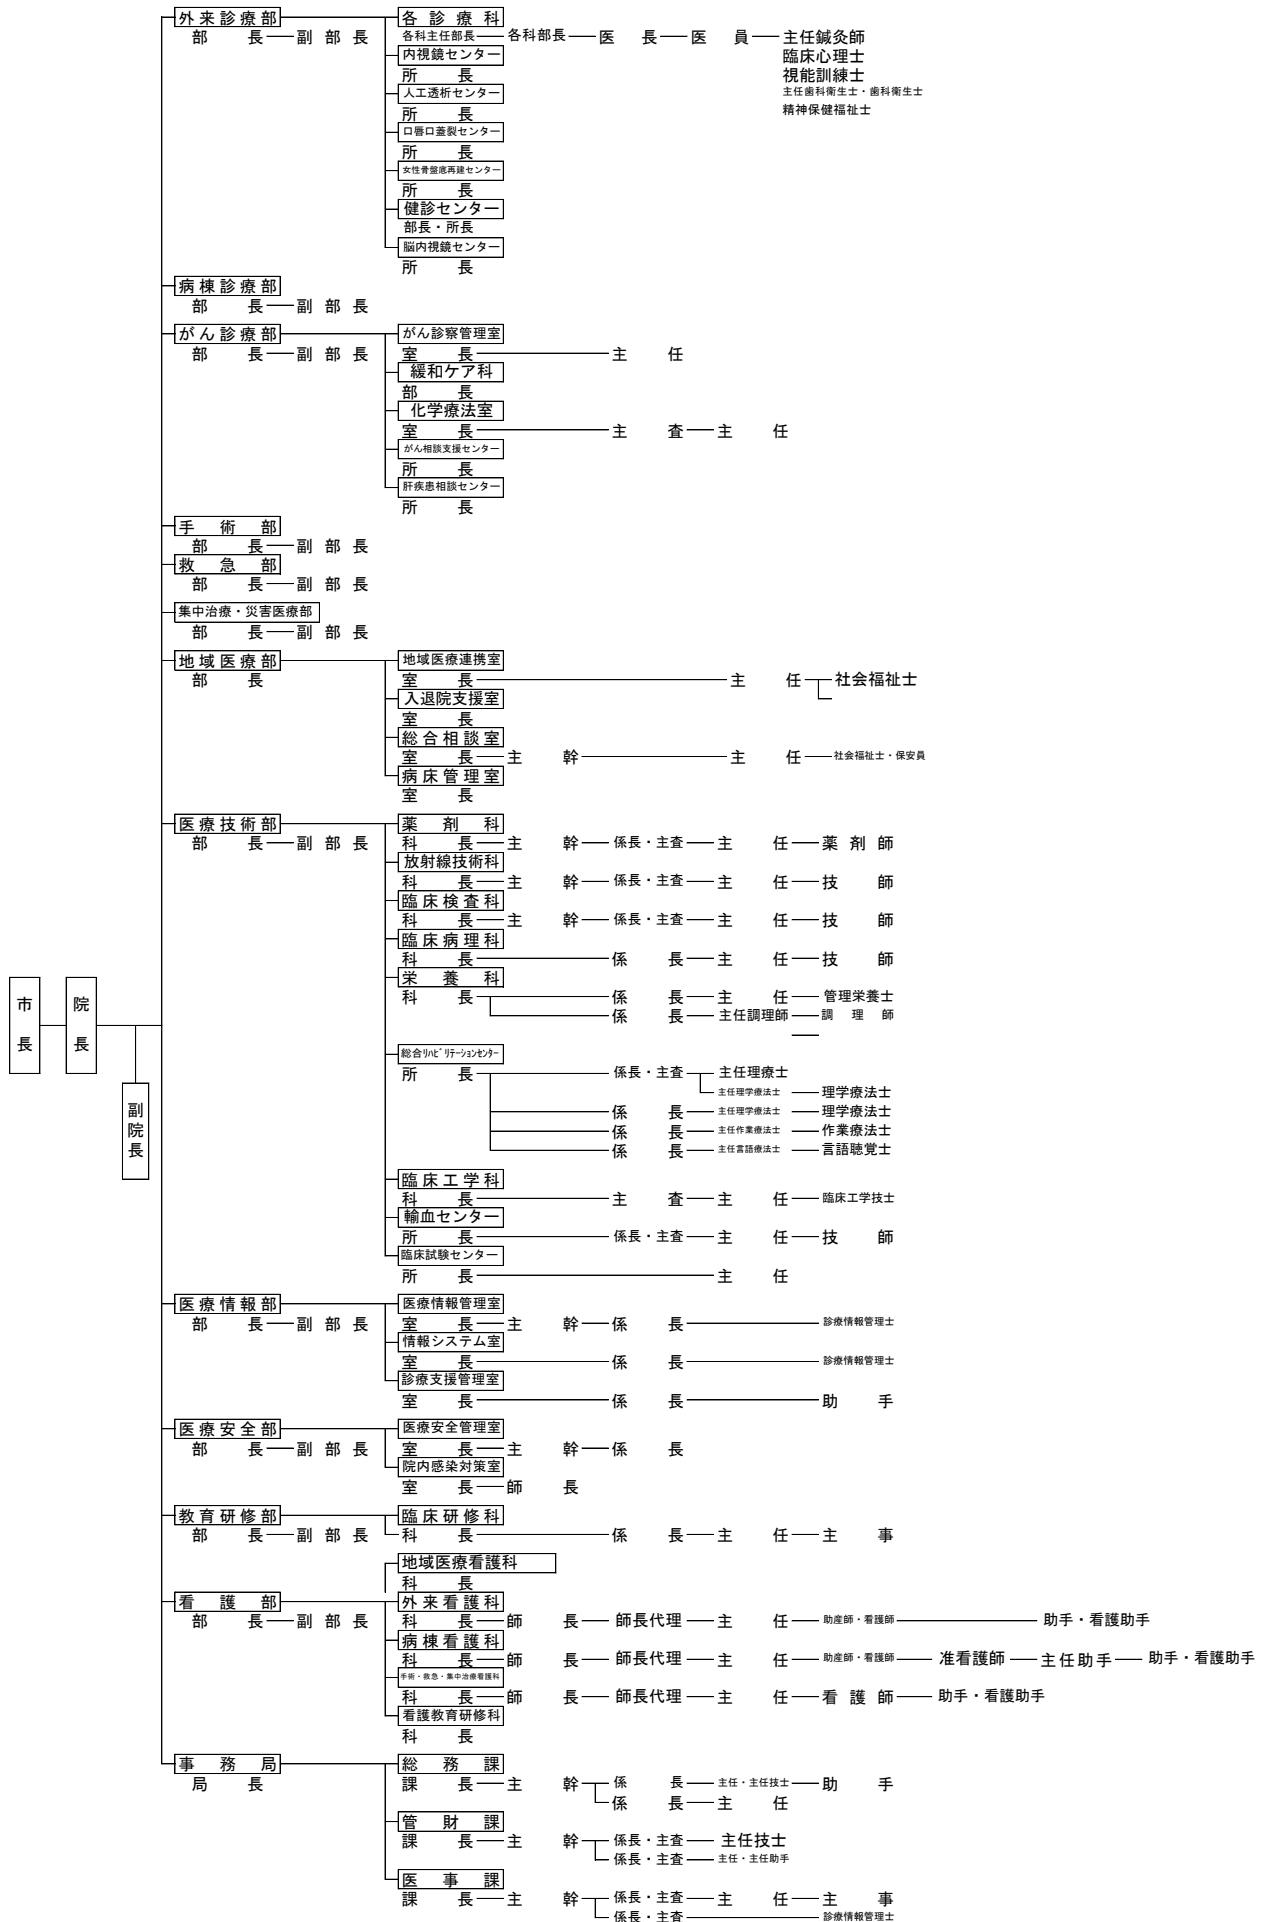 外来診療部 各診療科
部長 副部長 各科主任部長 各科部長 医長 医員 主任鍼灸師
内視鏡センター 臨床心理士
所長 視能訓練士
人工透析センター 主任歯科衛生士・歯科衛生士
所長 精神保健福祉士
口唇口蓋裂センター
所長
女性骨盤底再建センター
所長
健診センター
部長・所長
脳内視鏡センター
所長
病棟診療部
部長 副部長
がん診療部 がん診察管理室
部長 副部長 室長 主任
緩和ケア科
部長
化学療法室
室長 主査 主任
がん相談支援センター
所長
肝疾患相談センター
所長
手術部
部長 副部長
救急部
部長 副部長
集中治療・災害医療部
部長 副部長
地域医療部 地域医療連携室
部長 室長 主任 社会福祉士
入退院支援室
室長
総合相談室
室長 主幹 主任 社会福祉士・保安員
病床管理室
室長
医療技術部 薬剤科
部長 副部長 科長 主幹 係長・主査 主任 薬剤師
放射線技術科
科長 主幹 係長・主査 主任 技師
臨床検査科
科長 主幹 係長・主査 主任 技師
臨床病理科
科長 係長 主任 技師
栄養科
市長 院長 科長 係長 主任 管理栄養士
係長 主任調理師 調理師
総合リハビリテーションセンター
所長 係長・主査 主任理療士
副院長 主任理学療法士 理学療法士
係長 主任理学療法士 理学療法士
係長 主任作業療法士 作業療法士
係長 主任言語療法士 言語聴覚士
臨床工学科
科長 主査 主任 臨床工学技士
輸血センター
所長 係長・主査 主任 技師
臨床試験センター
所長 主任
医療情報部 医療情報管理室
部長 副部長 室長 主幹 係長 診療情報管理士
情報システム室
室長 係長 診療情報管理士
診療支援管理室
室長 係長 助手
医療安全部 医療安全管理室
部長 副部長 室長 主幹 係長
院内感染対策室
室長 師長
教育研修部 臨床研修科
部長 副部長 科長 係長 主任 主事
地域医療看護科
科長
看護部 外来看護科
部長 副部長 科長 師長 師長代理 主任 助産師・看護師 助手・看護助手
病棟看護科
科長 師長 師長代理 主任 助産師・看護師 准看護師 主任助手 助手・看護助手
手術・救急・集中治療看護科
科長 師長 師長代理 主任 看護師 助手・看護助手
看護教育研修科
科長
事務局 総務課
局長 課長 主幹 係長 主任・主任技士 助手
係長 主任
管財課
課長 主幹 係長・主査 主任技士
係長・主査 主任・主任助手
医事課
課長 主幹 係長・主査 主任 主事
係長・主査 診療情報管理士